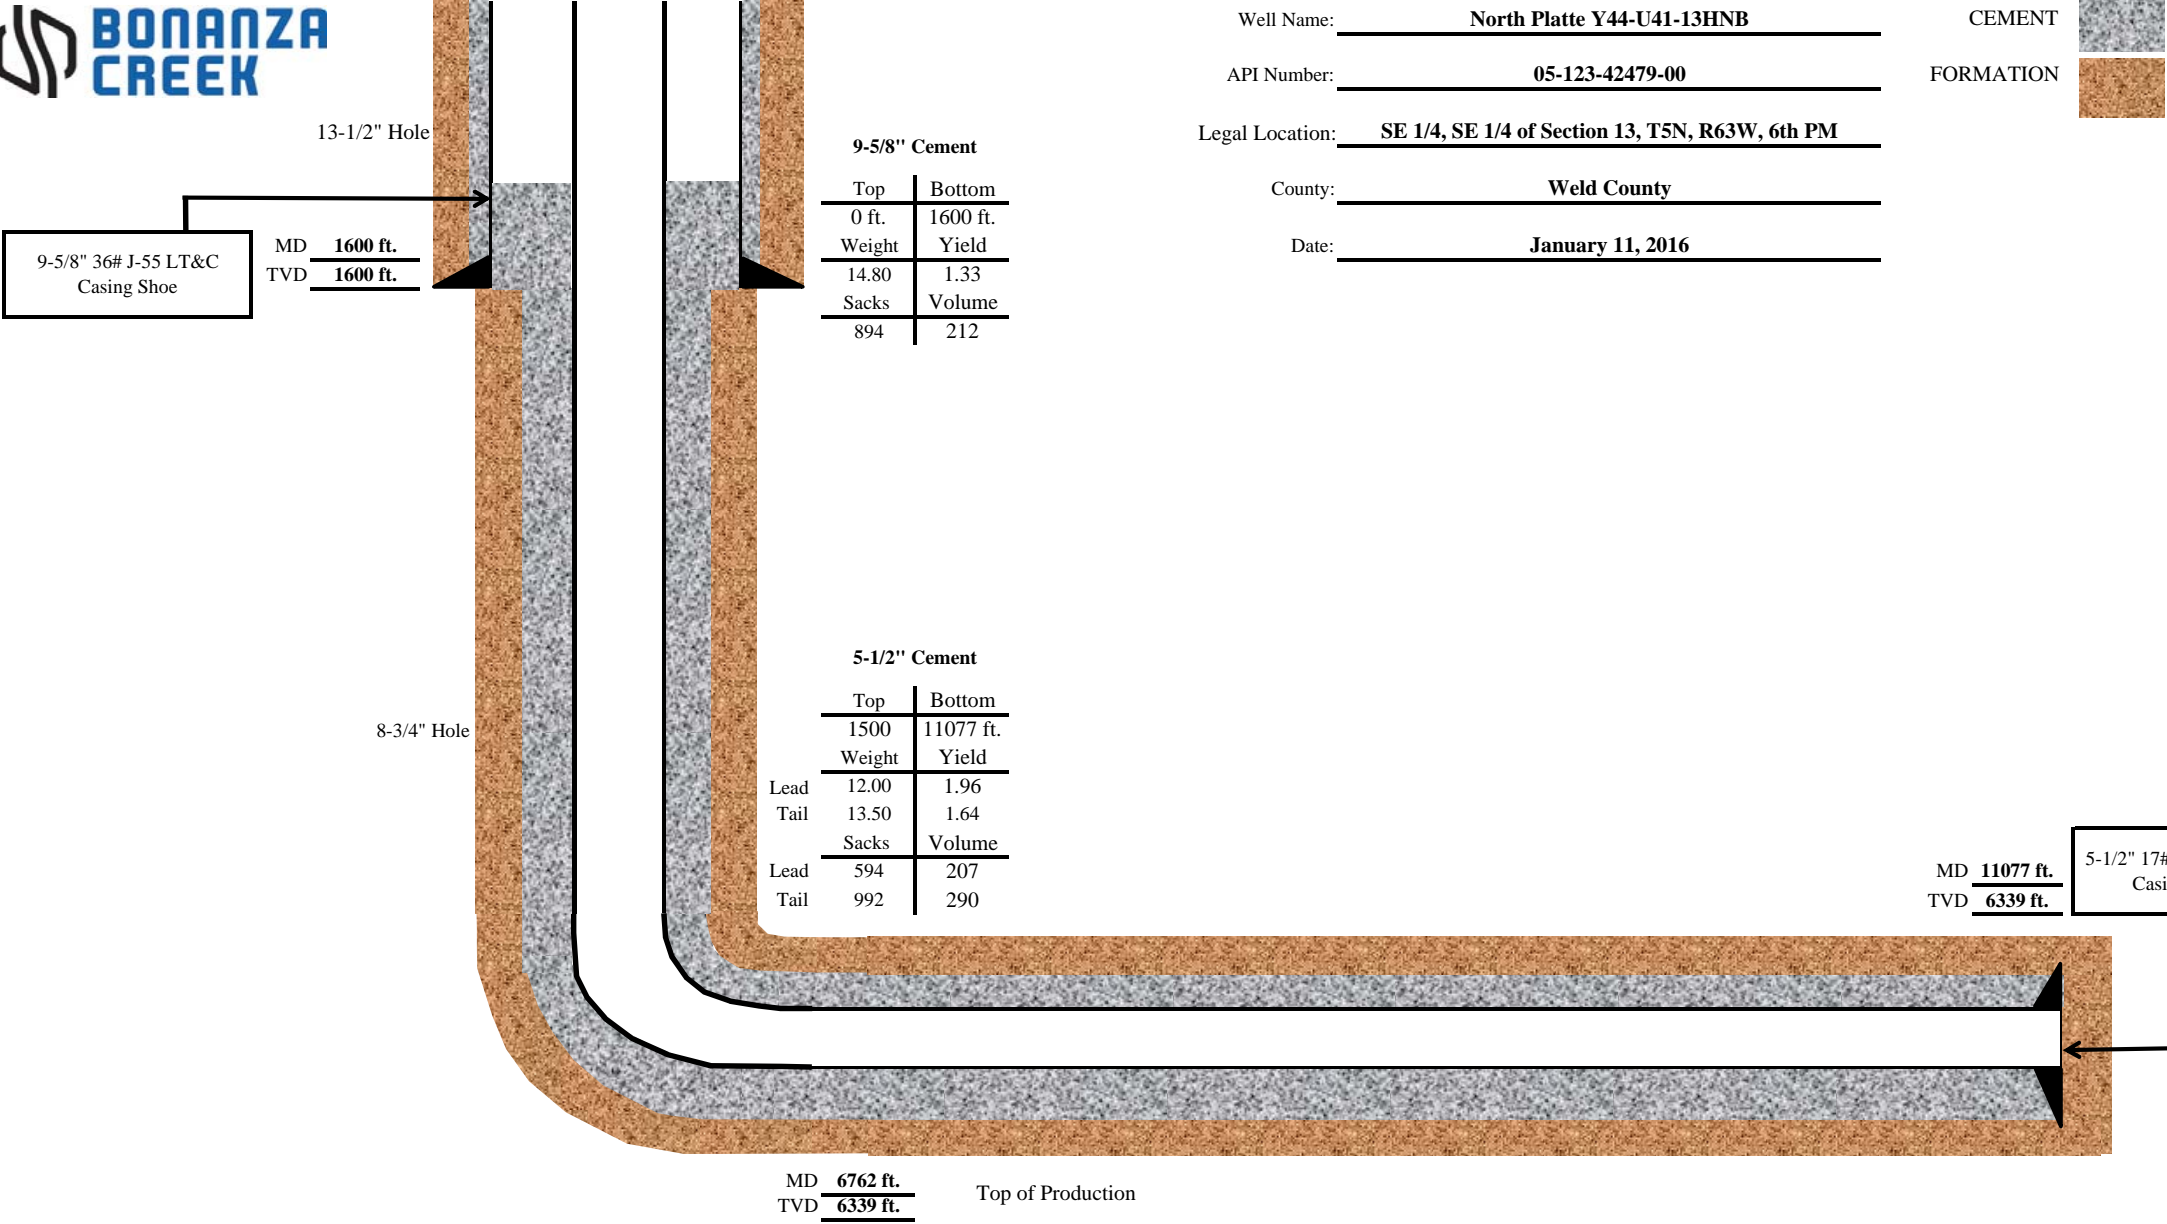 BONANZA
CREEK
Well Name: North Platte Y44-U41-13HNB
API Number: 05-123-42479-00
Legal Location: SE 1/4, SE 1/4 of Section 13, T5N, R63W, 6th PM
County: Weld County
Date: January 11, 2016
CEMENT
FORMATION
13-1/2" Hole
9-5/8" 36# J-55 LT&C
Casing Shoe
MD 1600 ft.
TVD 1600 ft.
9-5/8" Cement
Top Bottom
0 ft. 1600 ft.
Weight Yield
14.80 1.33
Sacks Volume
894 212
8-3/4" Hole
5-1/2" Cement
Top Bottom
1500 11077 ft.
Weight Yield
Lead 12.00 1.96
Tail 13.50 1.64
Sacks Volume
Lead 594 207
Tail 992 290
MD 11077 ft.
TVD 6339 ft.
5-1/2" 17#
MD 6762 ft.
TVD 6339 ft.
Top of Production